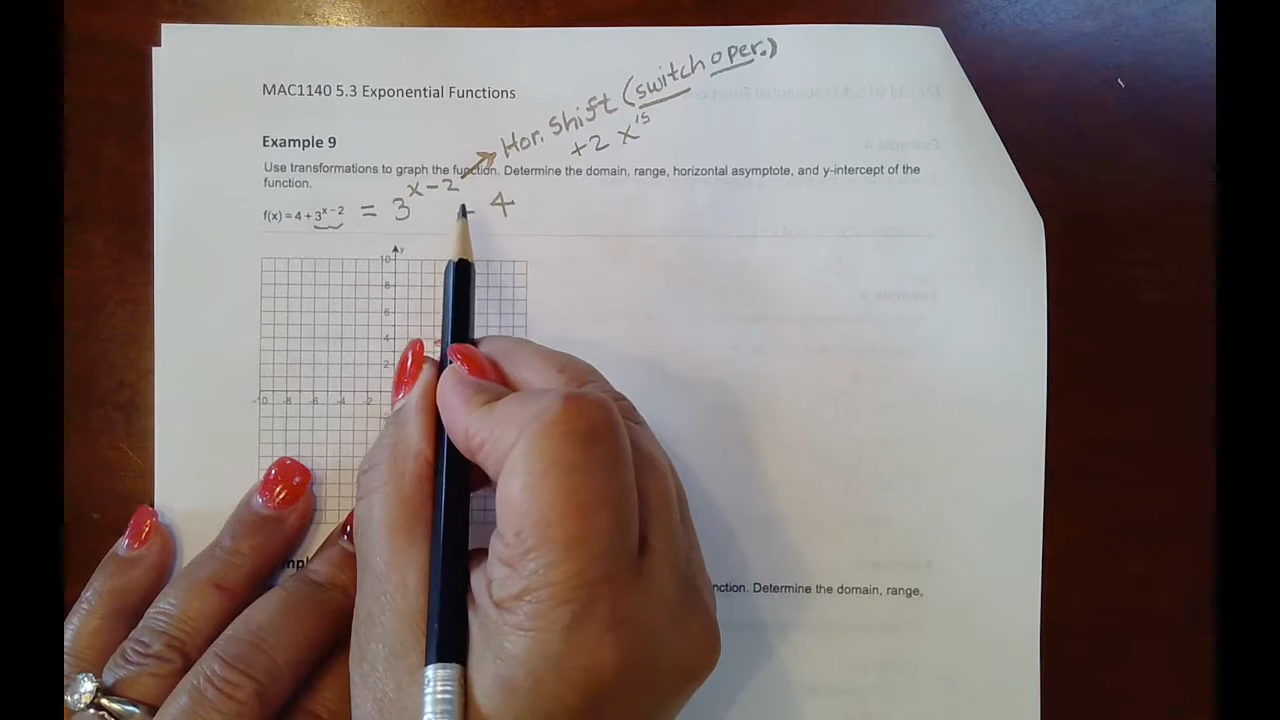 MAC1140 5.3 Exponential Functions
Hor. Shift (switch oper.)
+2 x's
Example 9
Use transformations to graph the function. Determine the domain, range, horizontal asymptote, and y-intercept of the
function.
f(x) = 4 + 3^x−2 = 3^x−2 + 4
y
10
8
6
4
2
-10 -8 -6 -4 -2
nction. Determine the domain, range,